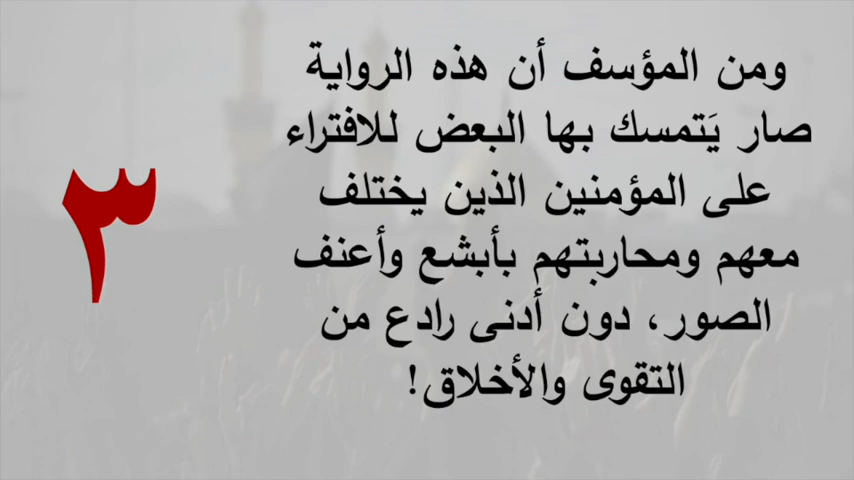 ومن المؤسف أن هذه الرواية
صار يَتمسك بها البعض للافتراء
على المؤمنين الذين يختلف
معهم ومحاربتهم بأبشع وأعنف
الصور، دون أدنى رادع من
التقوى والأخلاق!
٣